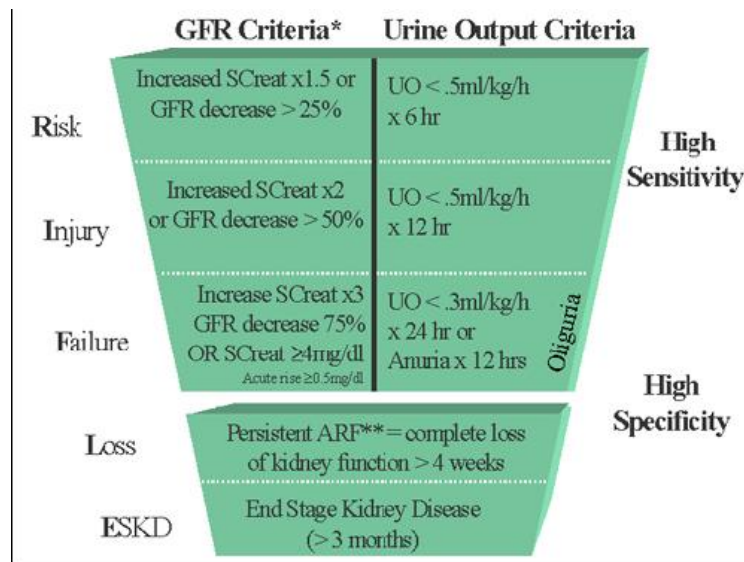 GFR Criteria*
Urine Output Criteria
Risk
Increased SCreat x1.5 or
GFR decrease > 25%
UO < .5ml/kg/h
x 6 hr
High
Sensitivity
Injury
Increased SCreat x2
or GFR decrease > 50%
UO < .5ml/kg/h
x 12 hr
Failure
Increase SCreat x3
GFR decrease 75%
OR SCreat ≥4mg/dl
Acute rise ≥0.5mg/dl
UO < .3ml/kg/h
x 24 hr or
Anuria x 12 hrs
Oliguria
High
Specificity
Loss
Persistent ARF** = complete loss
of kidney function > 4 weeks
ESKD
End Stage Kidney Disease
(> 3 months)